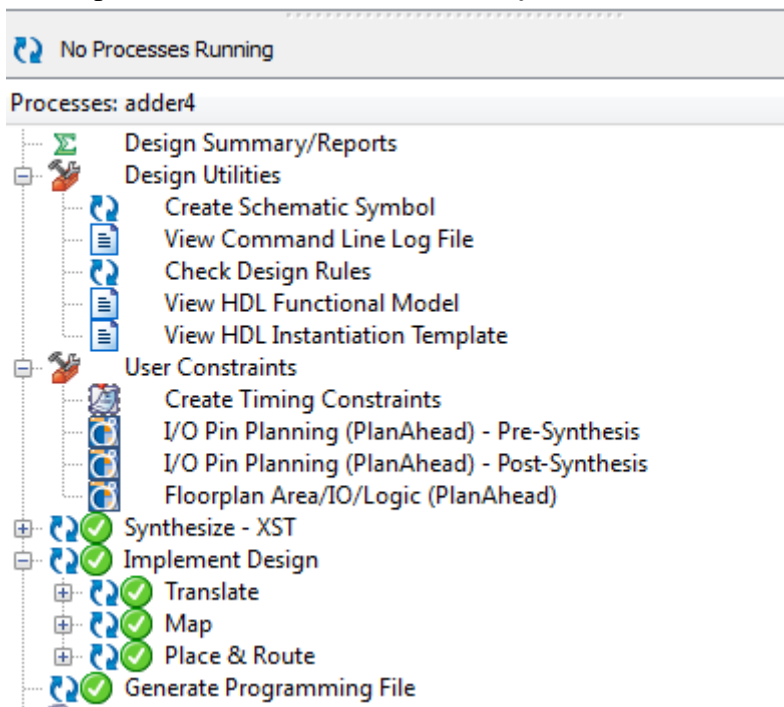 No Processes Running
Processes: adder4
Design Summary/Reports
Design Utilities
Create Schematic Symbol
View Command Line Log File
Check Design Rules
View HDL Functional Model
View HDL Instantiation Template
User Constraints
Create Timing Constraints
I/O Pin Planning (PlanAhead) - Pre-Synthesis
I/O Pin Planning (PlanAhead) - Post-Synthesis
Floorplan Area/IO/Logic (PlanAhead)
Synthesize - XST
Implement Design
Translate
Map
Place & Route
Generate Programming File